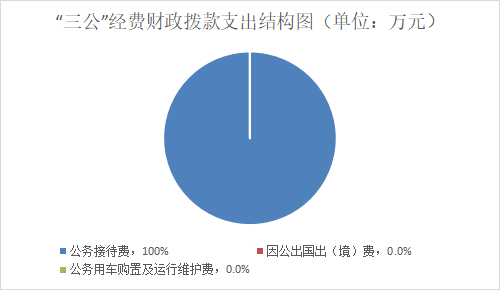 “三公”经费财政拨款支出结构图（单位：万元）
公务接待费，100% 因公出国出（境）费，0.0%
公务用车购置及运行维护费，0.0%